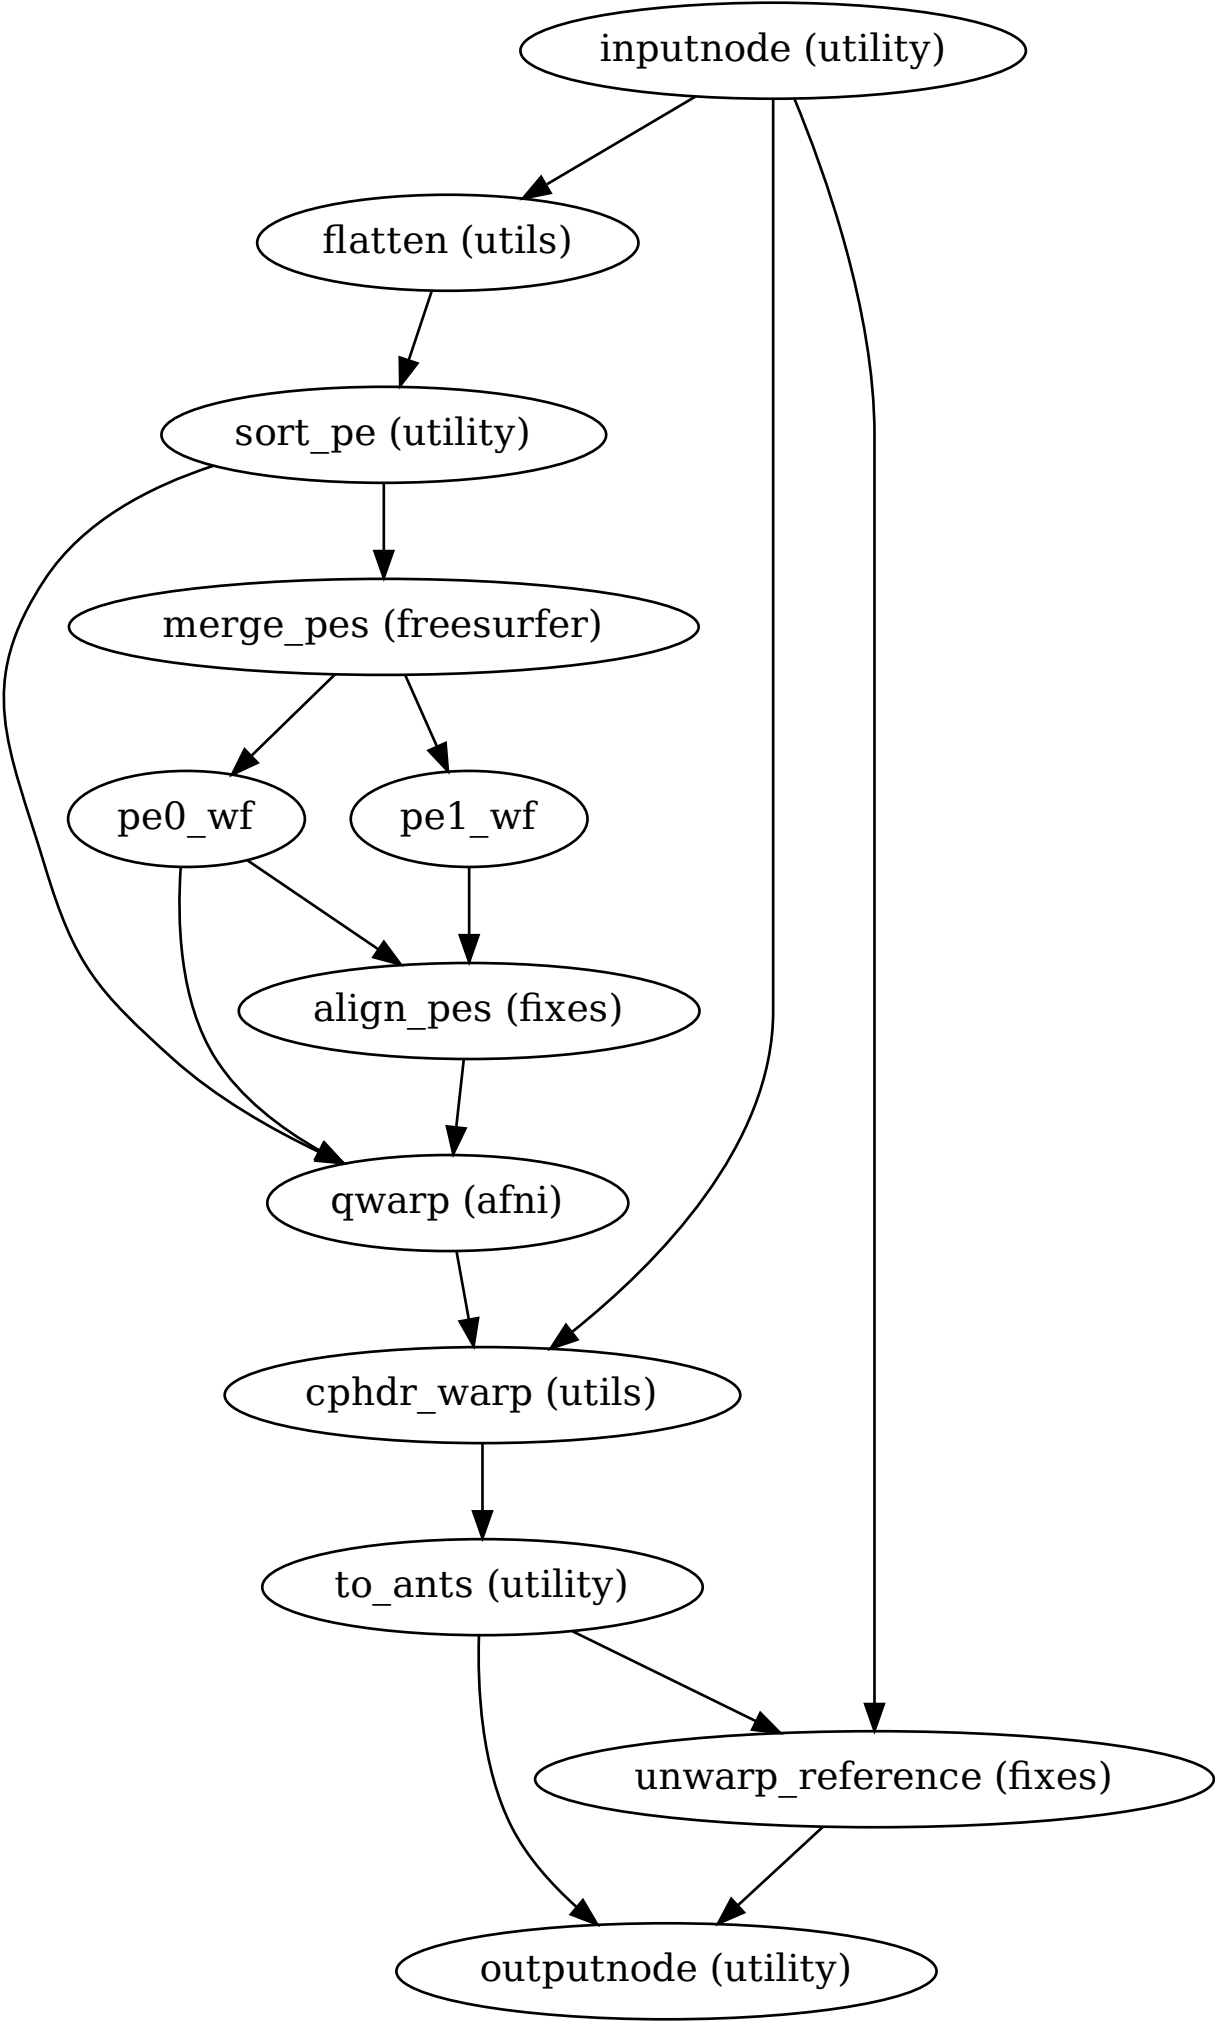 inputnode (utility)
flatten (utils)
sort_pe (utility)
merge_pes (freesurfer)
pe0_wf
pe1_wf
align_pes (fixes)
qwarp (afni)
cphdr_warp (utils)
to_ants (utility)
unwarp_reference (fixes)
outputnode (utility)